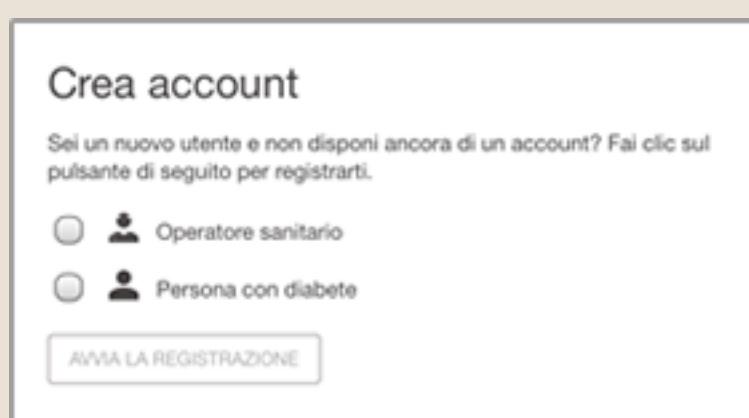 Crea account
Sei un nuovo utente e non disponi ancora di un account? Fai clic sul
pulsante di seguito per registrarti.
Operatore sanitario
Persona con diabete
AVVIA LA REGISTRAZIONE